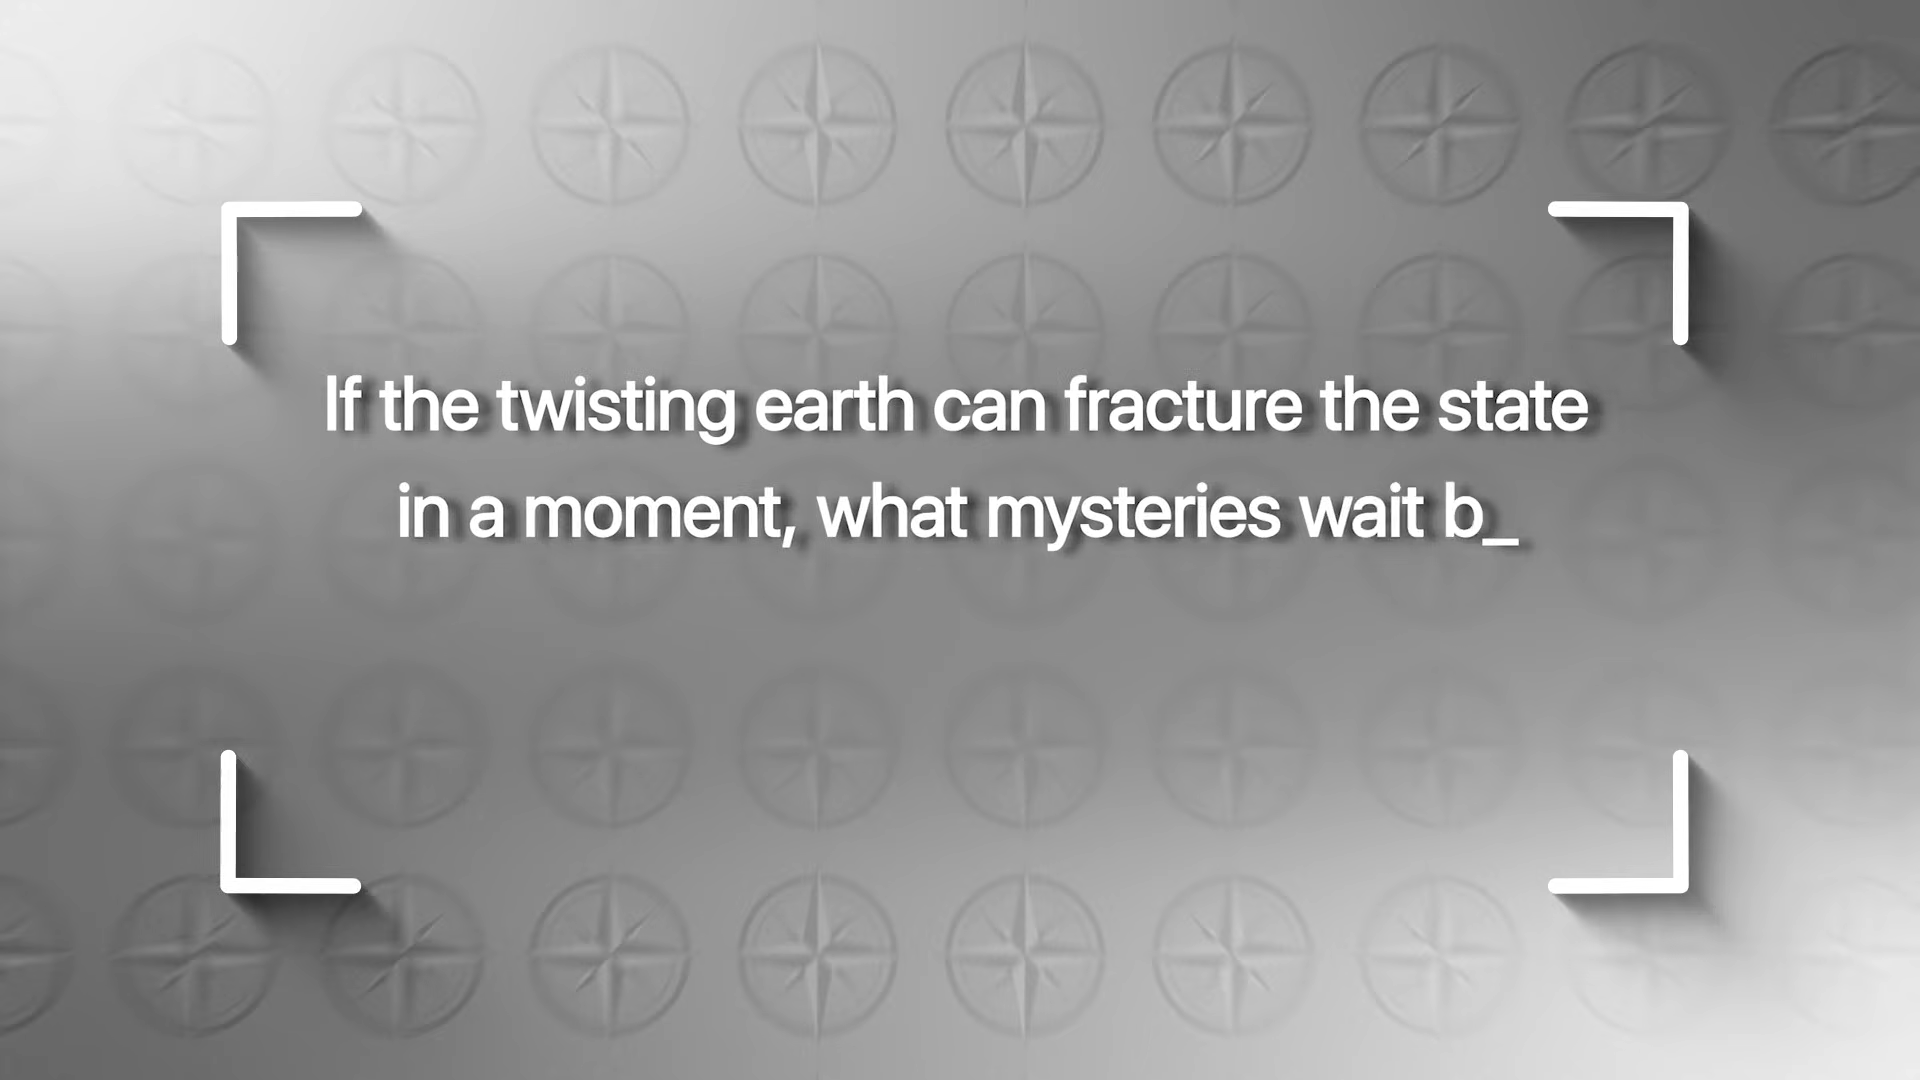 If the twisting earth can fracture the state
in a moment, what mysteries wait b_